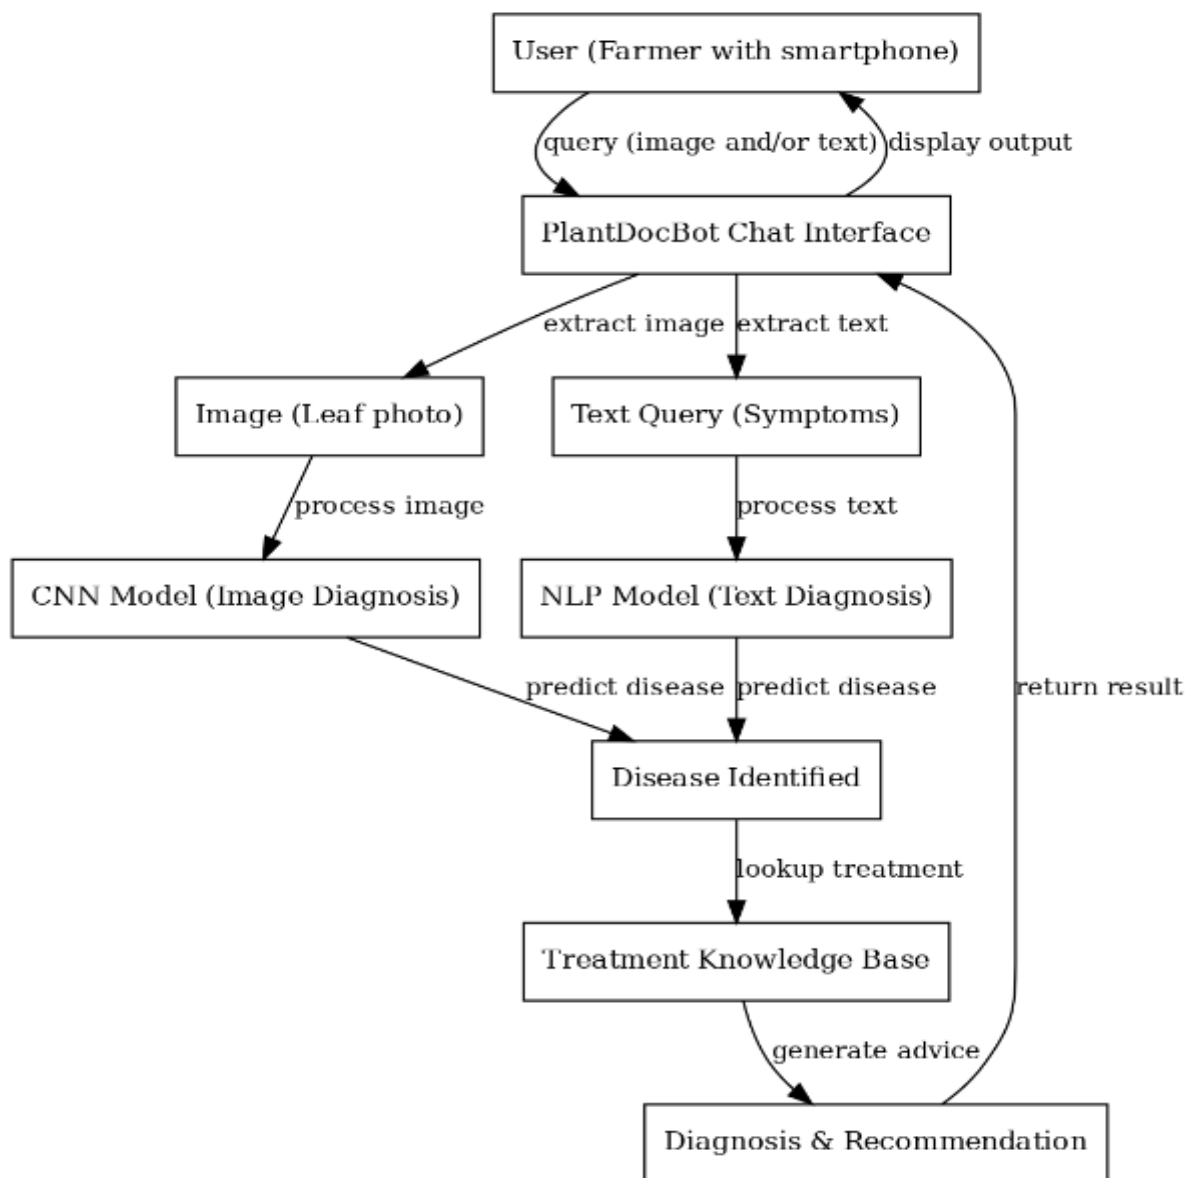 User (Farmer with smartphone)
query (image and/or text)
display output
PlantDocBot Chat Interface
extract image
extract text
Image (Leaf photo)
Text Query (Symptoms)
process image
process text
CNN Model (Image Diagnosis)
NLP Model (Text Diagnosis)
predict disease
predict disease
return result
Disease Identified
lookup treatment
Treatment Knowledge Base
generate advice
Diagnosis & Recommendation